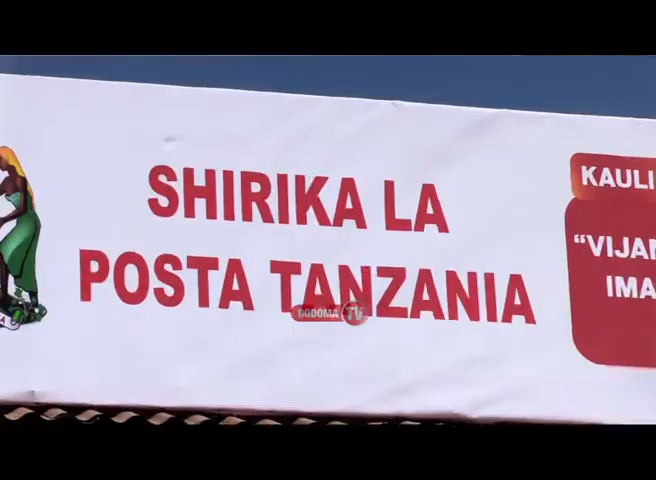 SHIRIKA LA
POSTA TANZANIA
DODOMA TV
KAULI
"VIJAN
IMA